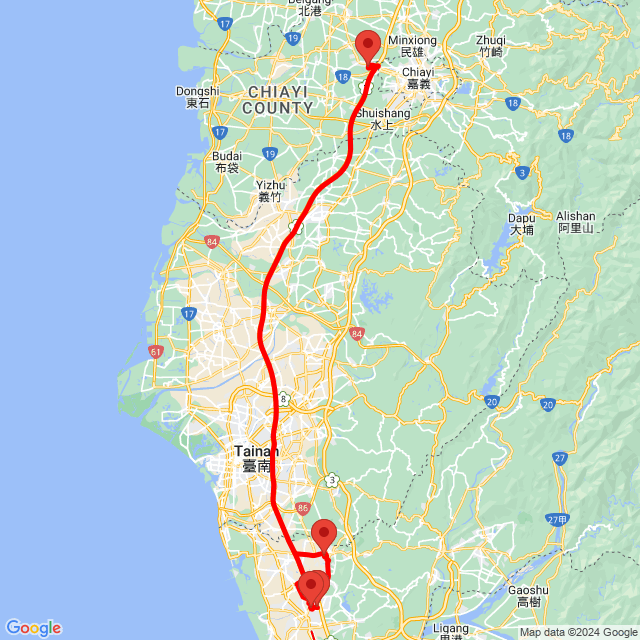 Deigang
北港
Minxiong
民雄
Zhuqi
竹崎
18
Chiayi
嘉義
Dongshi
東石
CHIAYI
COUNTY
Shuishang
水上
17
18
18
19
Budai
布袋
3
Yizhu
義竹
Dapu
大埔
Alishan
阿里山
84
17
84
61
8
20
20
Tainan
臺南
27
3
86
27甲
Gaoshu
高樹
Liqang
里港
Google
Map data ©2024 Google